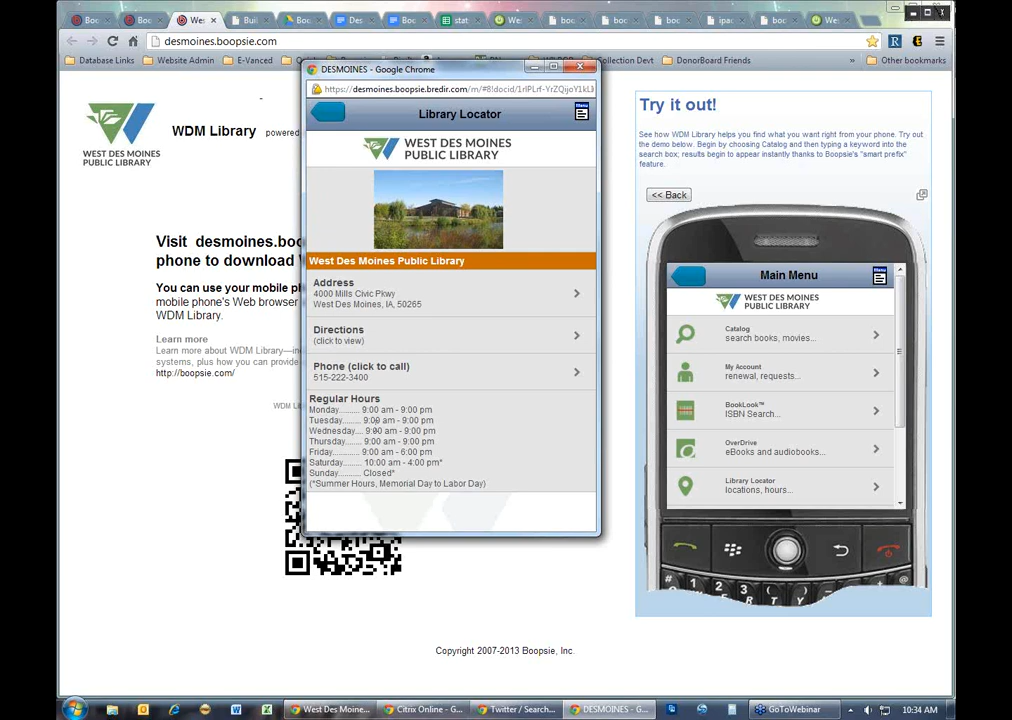 desmoines.boopsie.com
Database Links
Website Admin
E-Vanced
Collection Devt
DonorBoard Friends
»
Other bookmarks
DESMOINES - Google Chrome
https://desmoines.boopsie.bredir.com/m/#8!docid/
Library Locator
Menu
WEST DES MOINES
PUBLIC LIBRARY
West Des Moines Public Library
Address
4000 Mills Civic Pkwy
West Des Moines, IA, 50265
Directions
(click to view)
Phone (click to call)
515-222-3400
Regular Hours
Monday.......... 9:00 am - 9:00 pm
Tuesday.......... 9:00 am - 9:00 pm
Wednesday.... 9:00 am - 9:00 pm
Thursday........ 9:00 am - 9:00 pm
Friday............. 9:00 am - 6:00 pm
Saturday......... 10:00 am - 4:00 pm*
Sunday........... Closed*
(*Summer Hours, Memorial Day to Labor Day)
WEST DES MOINES
PUBLIC LIBRARY
WDM Library powered
Visit desmoines.boo
phone to download
You can use your mobile ph
mobile phone's Web browser
WDM Library.
Learn more
Learn more about WDM Library—inc
systems, plus how you can provide
http://boopsie.com/
WDM Li
Try it out!
See how WDM Library helps you find what you want right from your phone. Try out
the demo below. Begin by choosing Catalog and then typing a keyword into the
search box; results begin to appear instantly thanks to Boopsie's "smart prefix"
feature.
<< Back
Main Menu
WEST DES MOINES
PUBLIC LIBRARY
Catalog
search books, movies...
My Account
renewal, requests...
BookLook™
ISBN Search...
OverDrive
eBooks and audiobooks...
Library Locator
locations, hours...
Copyright 2007-2013 Boopsie, Inc.
West Des Moine...
Citrix Online - G...
Twitter / Search...
DESMOINES - G...
GoToWebinar
10:34 AM